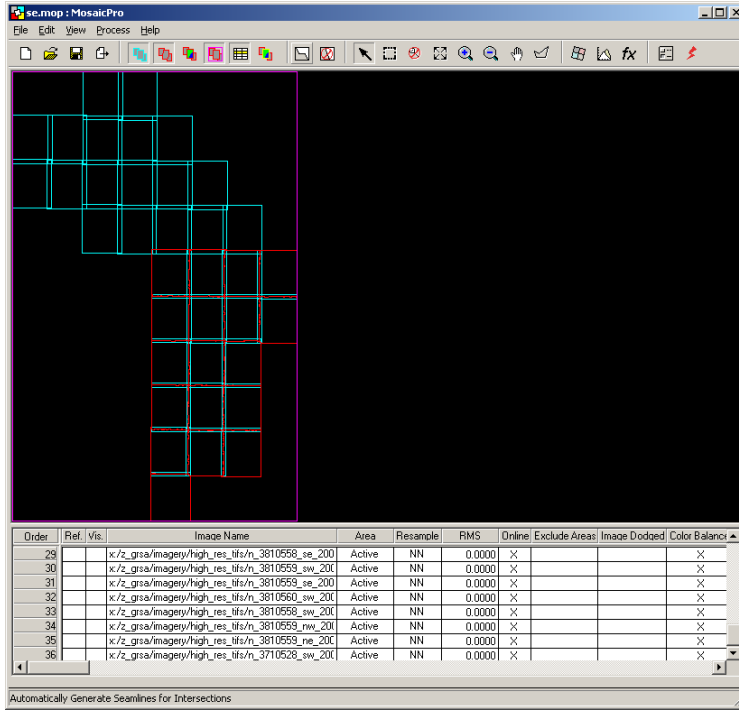 se.mop : MosaicPro
File Edit View Process Help
fx
Order Ref. Vis. Image Name Area Resample RMS Online Exclude Areas Image Dodged Color Balance
29 x:/z_grsa/imagery/high_res_tifs/n_3810558_se_200 Active NN 0.0000 X X
30 x:/z_grsa/imagery/high_res_tifs/n_3810559_sw_200 Active NN 0.0000 X X
31 x:/z_grsa/imagery/high_res_tifs/n_3810559_se_200 Active NN 0.0000 X X
32 x:/z_grsa/imagery/high_res_tifs/n_3810560_sw_200 Active NN 0.0000 X X
33 x:/z_grsa/imagery/high_res_tifs/n_3810558_sw_200 Active NN 0.0000 X X
34 x:/z_grsa/imagery/high_res_tifs/n_3810559_nw_200 Active NN 0.0000 X X
35 x:/z_grsa/imagery/high_res_tifs/n_3810559_ne_200 Active NN 0.0000 X X
36 x:/z_grsa/imagery/high_res_tifs/n_3710528_sw_200 Active NN 0.0000 X X
Automatically Generate Seamlines for Intersections